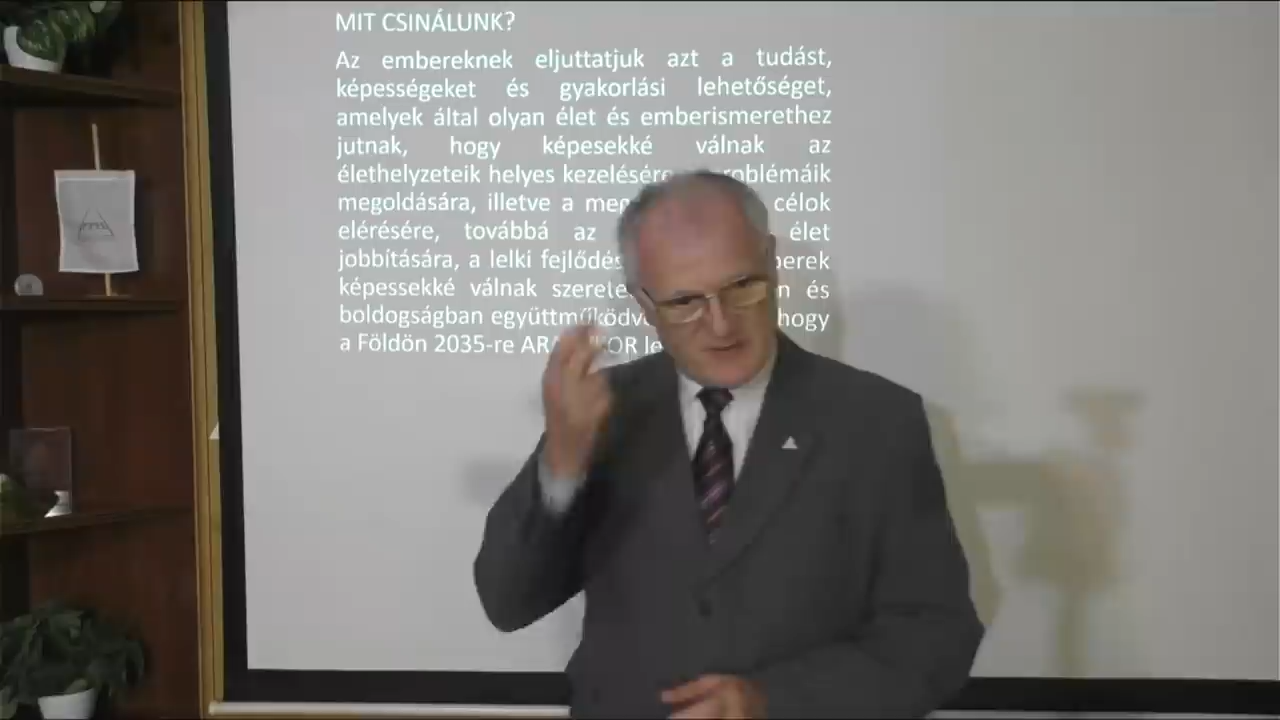 MIT CSINÁLUNK?
Az embereknek eljuttatjuk azt a tudást,
képességeket és gyakorlási lehetőséget,
amelyek által olyan élet és emberismerethez
jutnak, hogy képesekké válnak az
élethelyzeteik helyes kezelésére problémáik
megoldására, illetve a célok
elérésére, továbbá az élet
jobbítására, a lelki
képessekké válnak és
boldogságban hogy
a Földön 2035-re